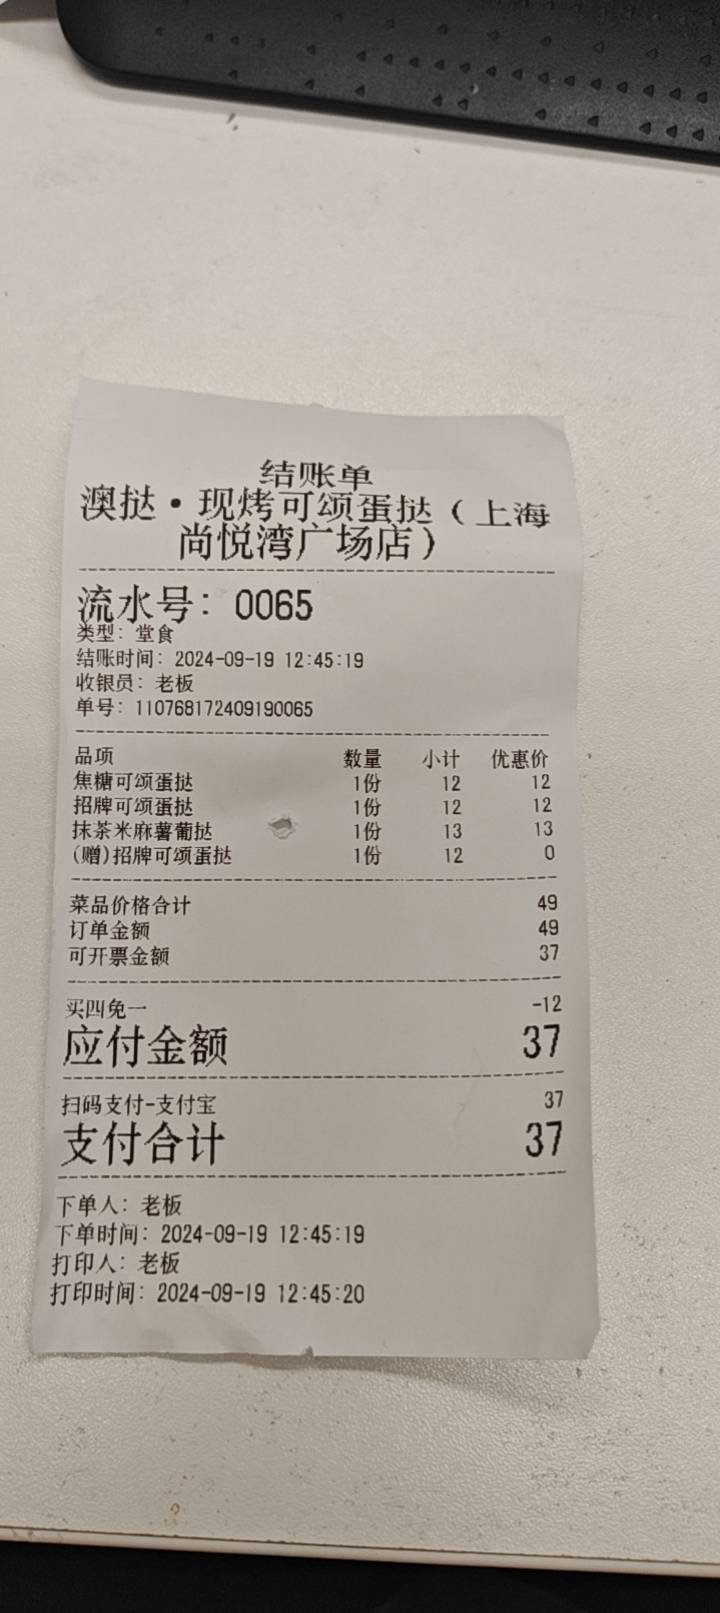 结账单
澳挞·现烤可颂蛋挞（上海
尚悦湾广场店）
流水号：0065
类型：堂食
结账时间：2024-09-19 12:45:19
收银员：老板
单号：110768172409190065
品项 数量 小计 优惠价
焦糖可颂蛋挞 1份 12 12
招牌可颂蛋挞 1份 12 12
抹茶米麻薯葡挞 1份 13 13
(赠)招牌可颂蛋挞 1份 12 0
菜品价格合计 49
订单金额 49
可开票金额 37
买四免一 -12
应付金额 37
扫码支付-支付宝 37
支付合计 37
下单人：老板
下单时间：2024-09-19 12:45:19
打印人：老板
打印时间：2024-09-19 12:45:20